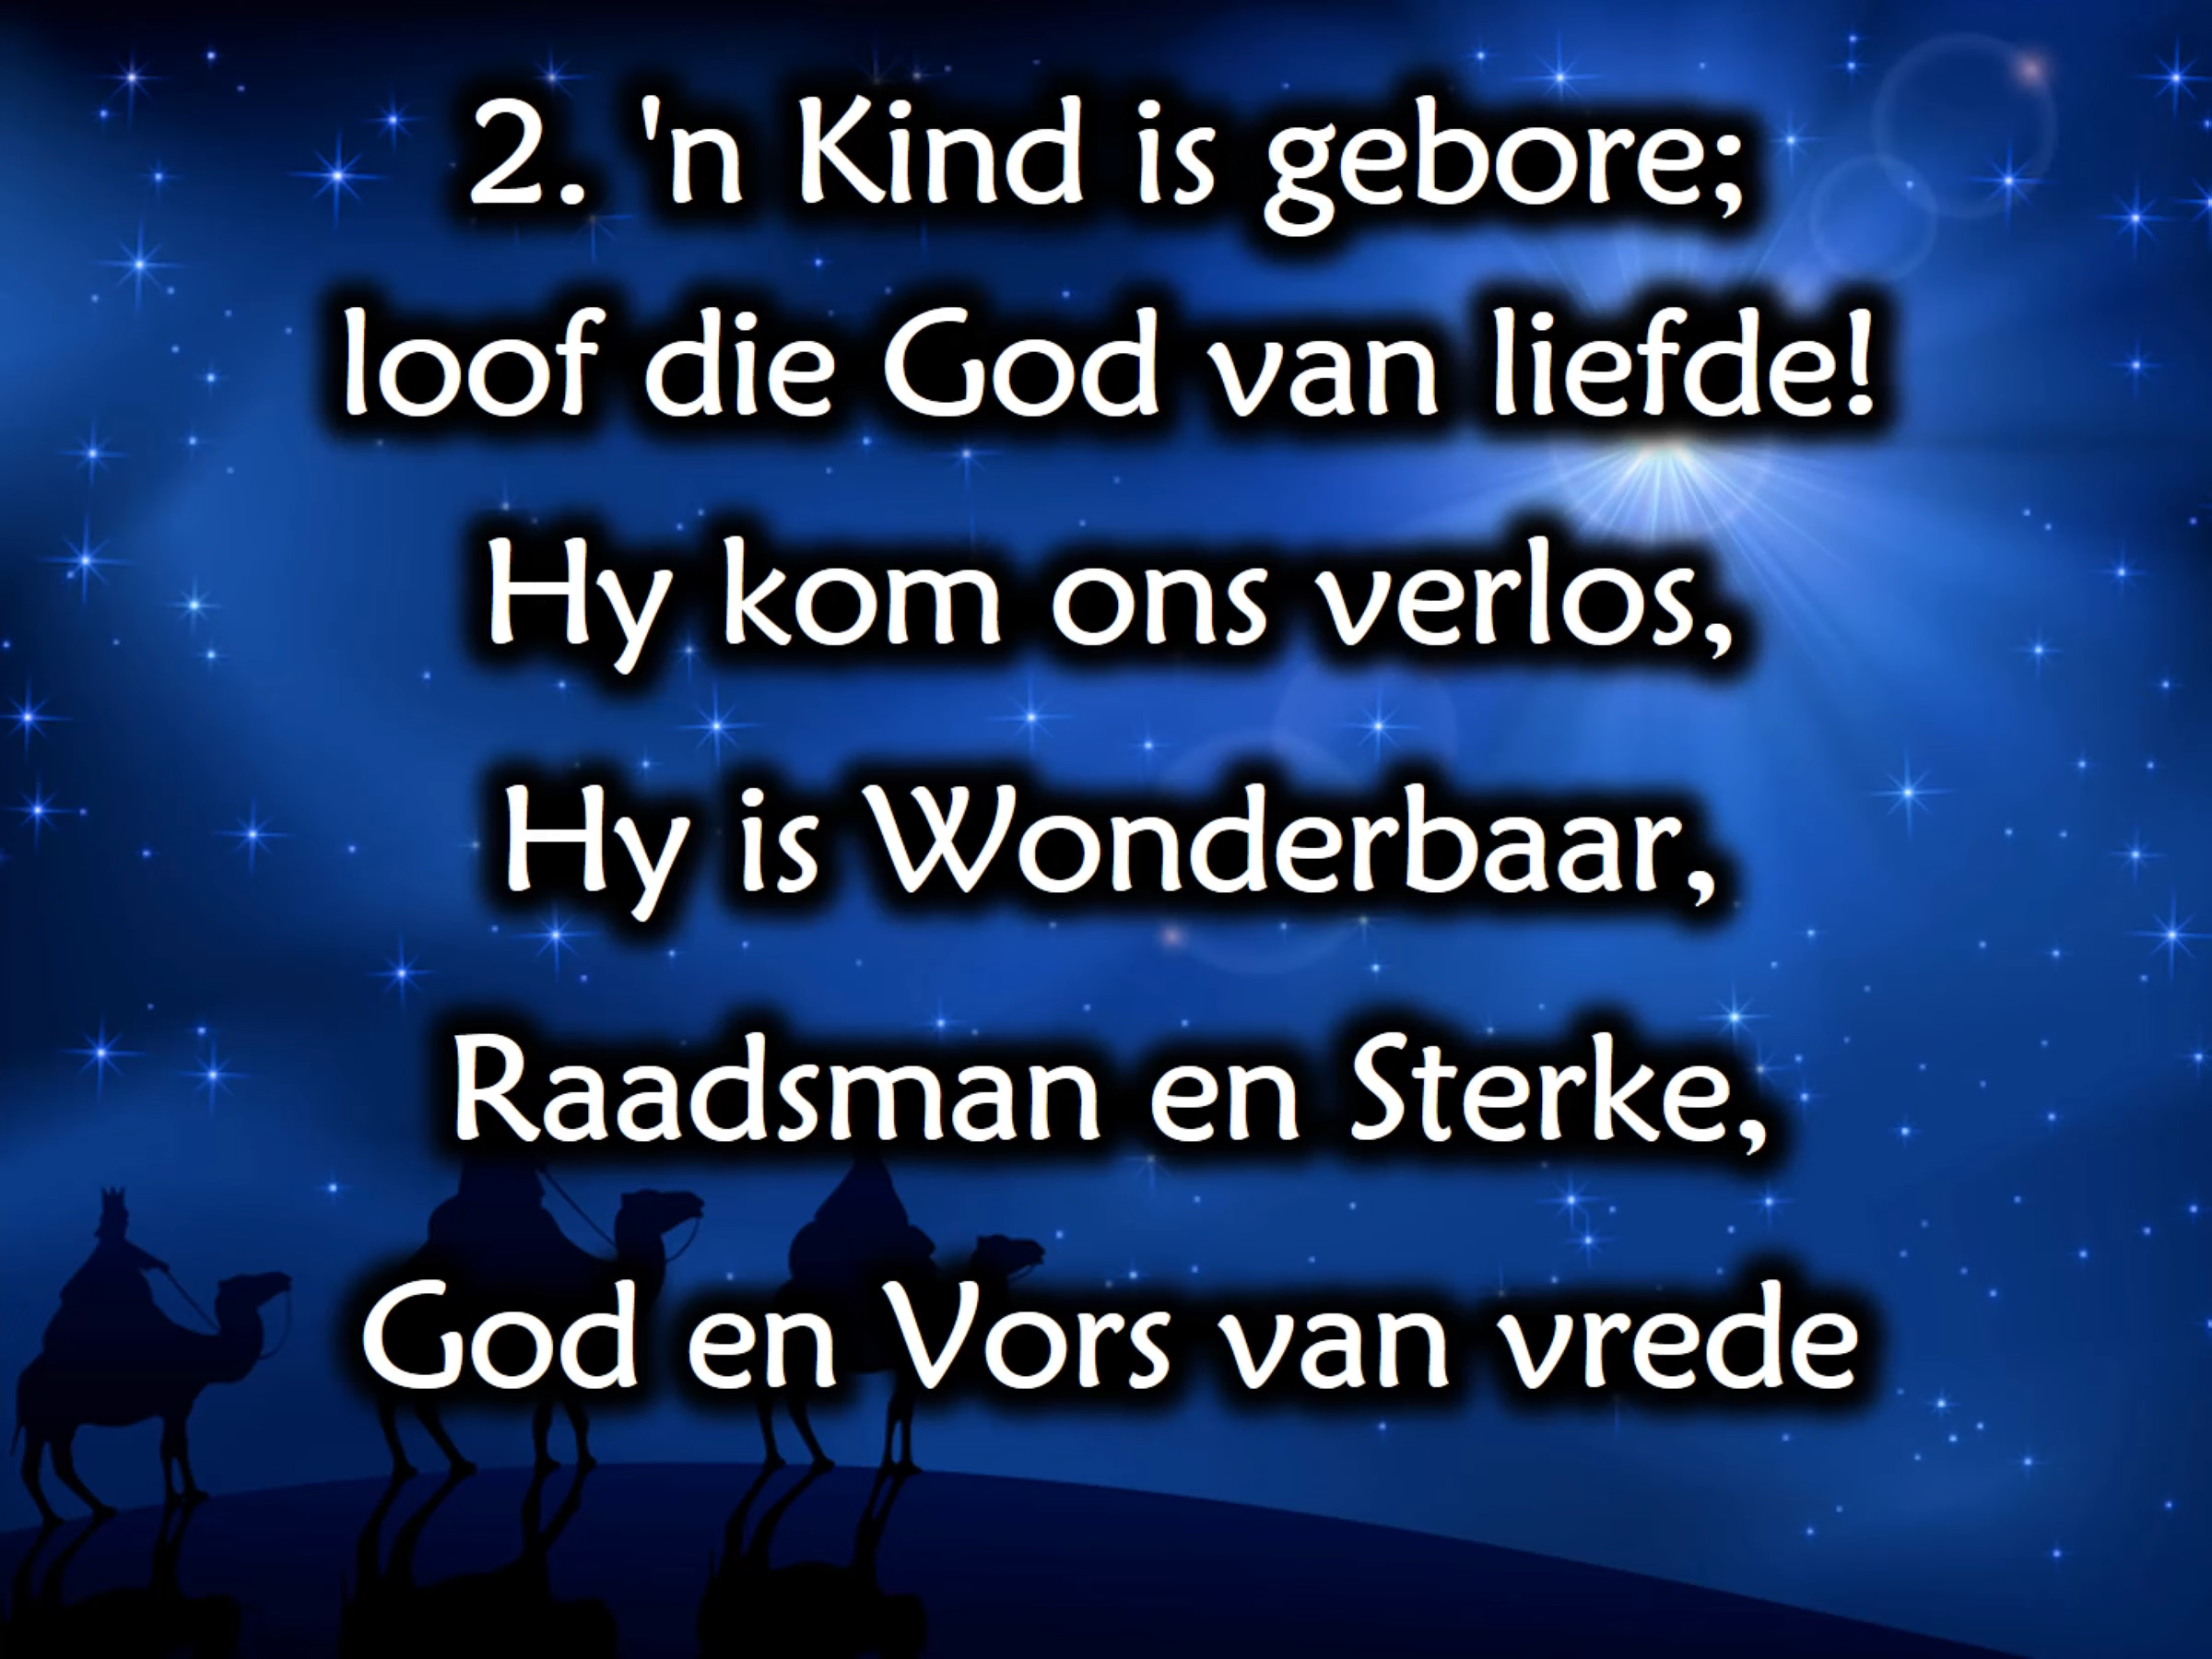 2. 'n Kind is gebore;
loof die God van liefde!
Hy kom ons verlos,
Hy is Wonderbaar,
Raadsman en Sterke,
God en Vors van vrede